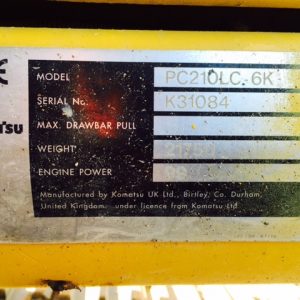 MODEL PC210LC-6K
SERIAL No. K31084
MAX. DRAWBAR PULL
WEIGHT
ENGINE POWER
Manufactured by Komatsu UK Ltd., Birtley, Co. Durham,
United Kingdom. under licence from Komatsu Ltd.